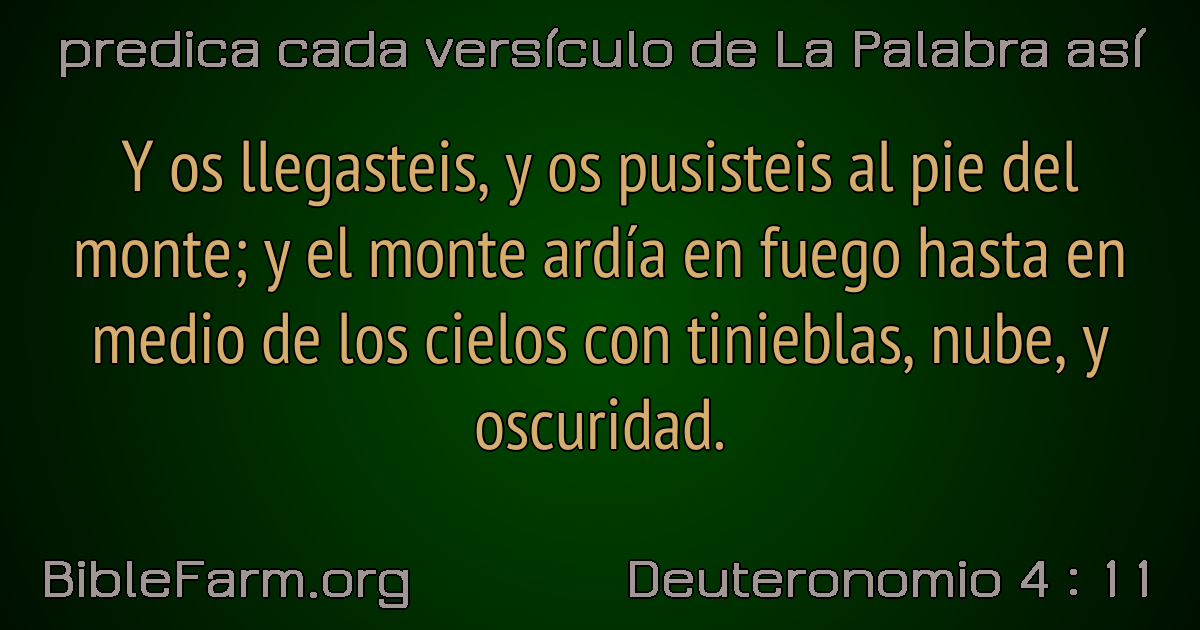 predica cada versículo de La Palabra así
Y os llegasteis, y os pusisteis al pie del
monte; y el monte ardía en fuego hasta en
medio de los cielos con tinieblas, nube, y
oscuridad.
BibleFarm.org
Deuteronomio 4 : 11